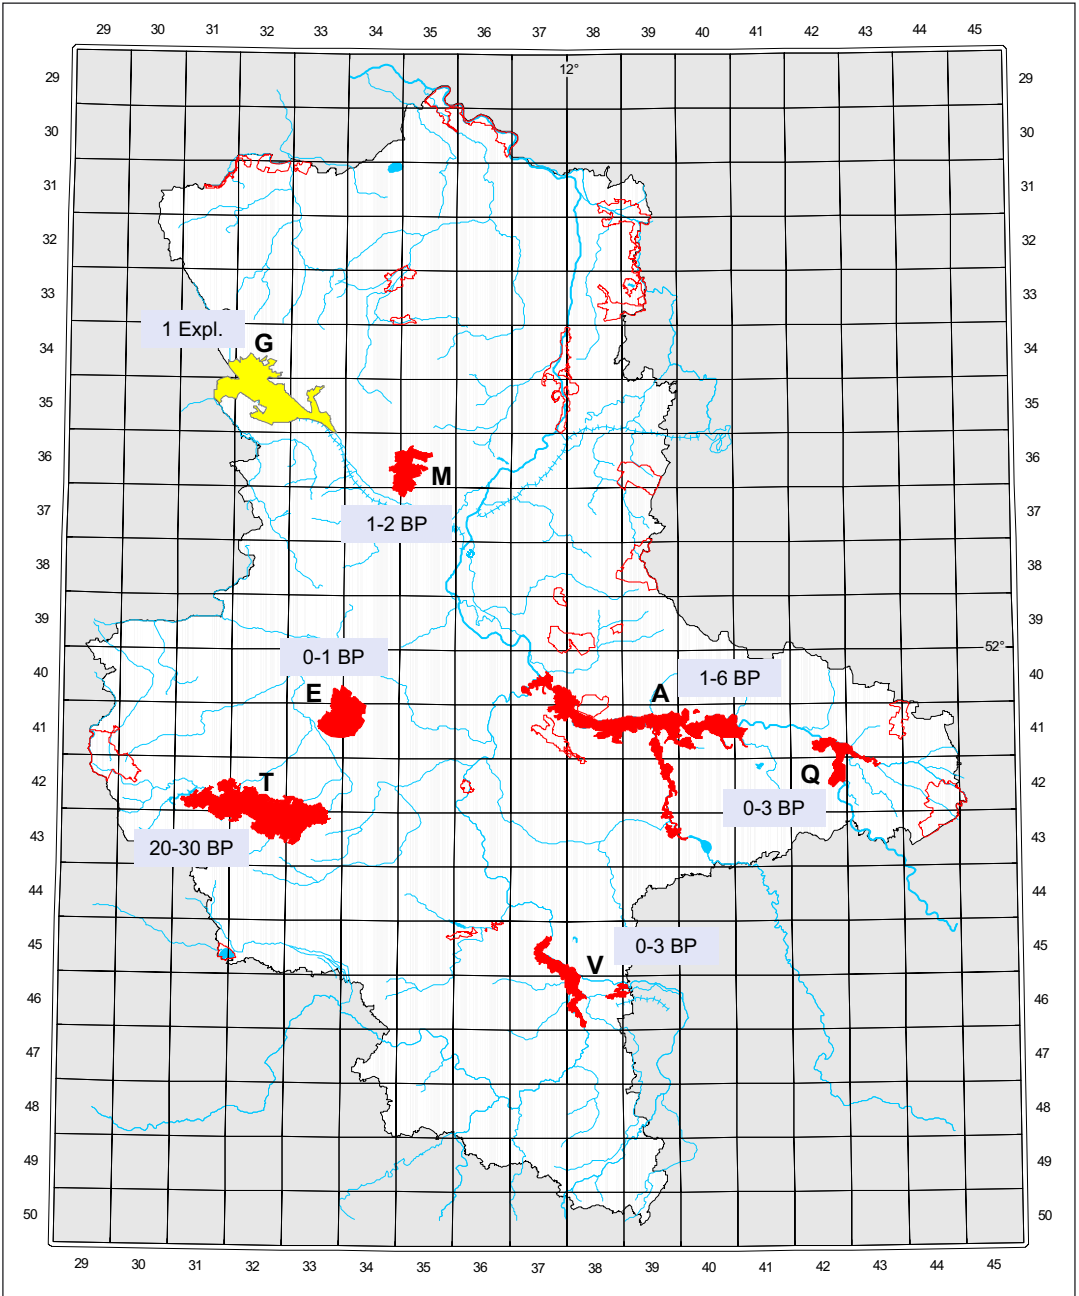 29 30 31 32 33 34 35 36 37 38 39 40 41 42 43 44 45
12°
29 29
30 30
31 31
32 32
33 33
1 Expl.
G
34 34
35 35
36 36
M
1-2 BP
37 37
38 38
39 39
52°
0-1 BP
40 40
1-6 BP
E
A
41 41
Q
T
42 42
0-3 BP
43 43
20-30 BP
44 44
45 45
0-3 BP
V
46 46
47 47
48 48
49 49
50 50
29 30 31 32 33 34 35 36 37 38 39 40 41 42 43 44 45